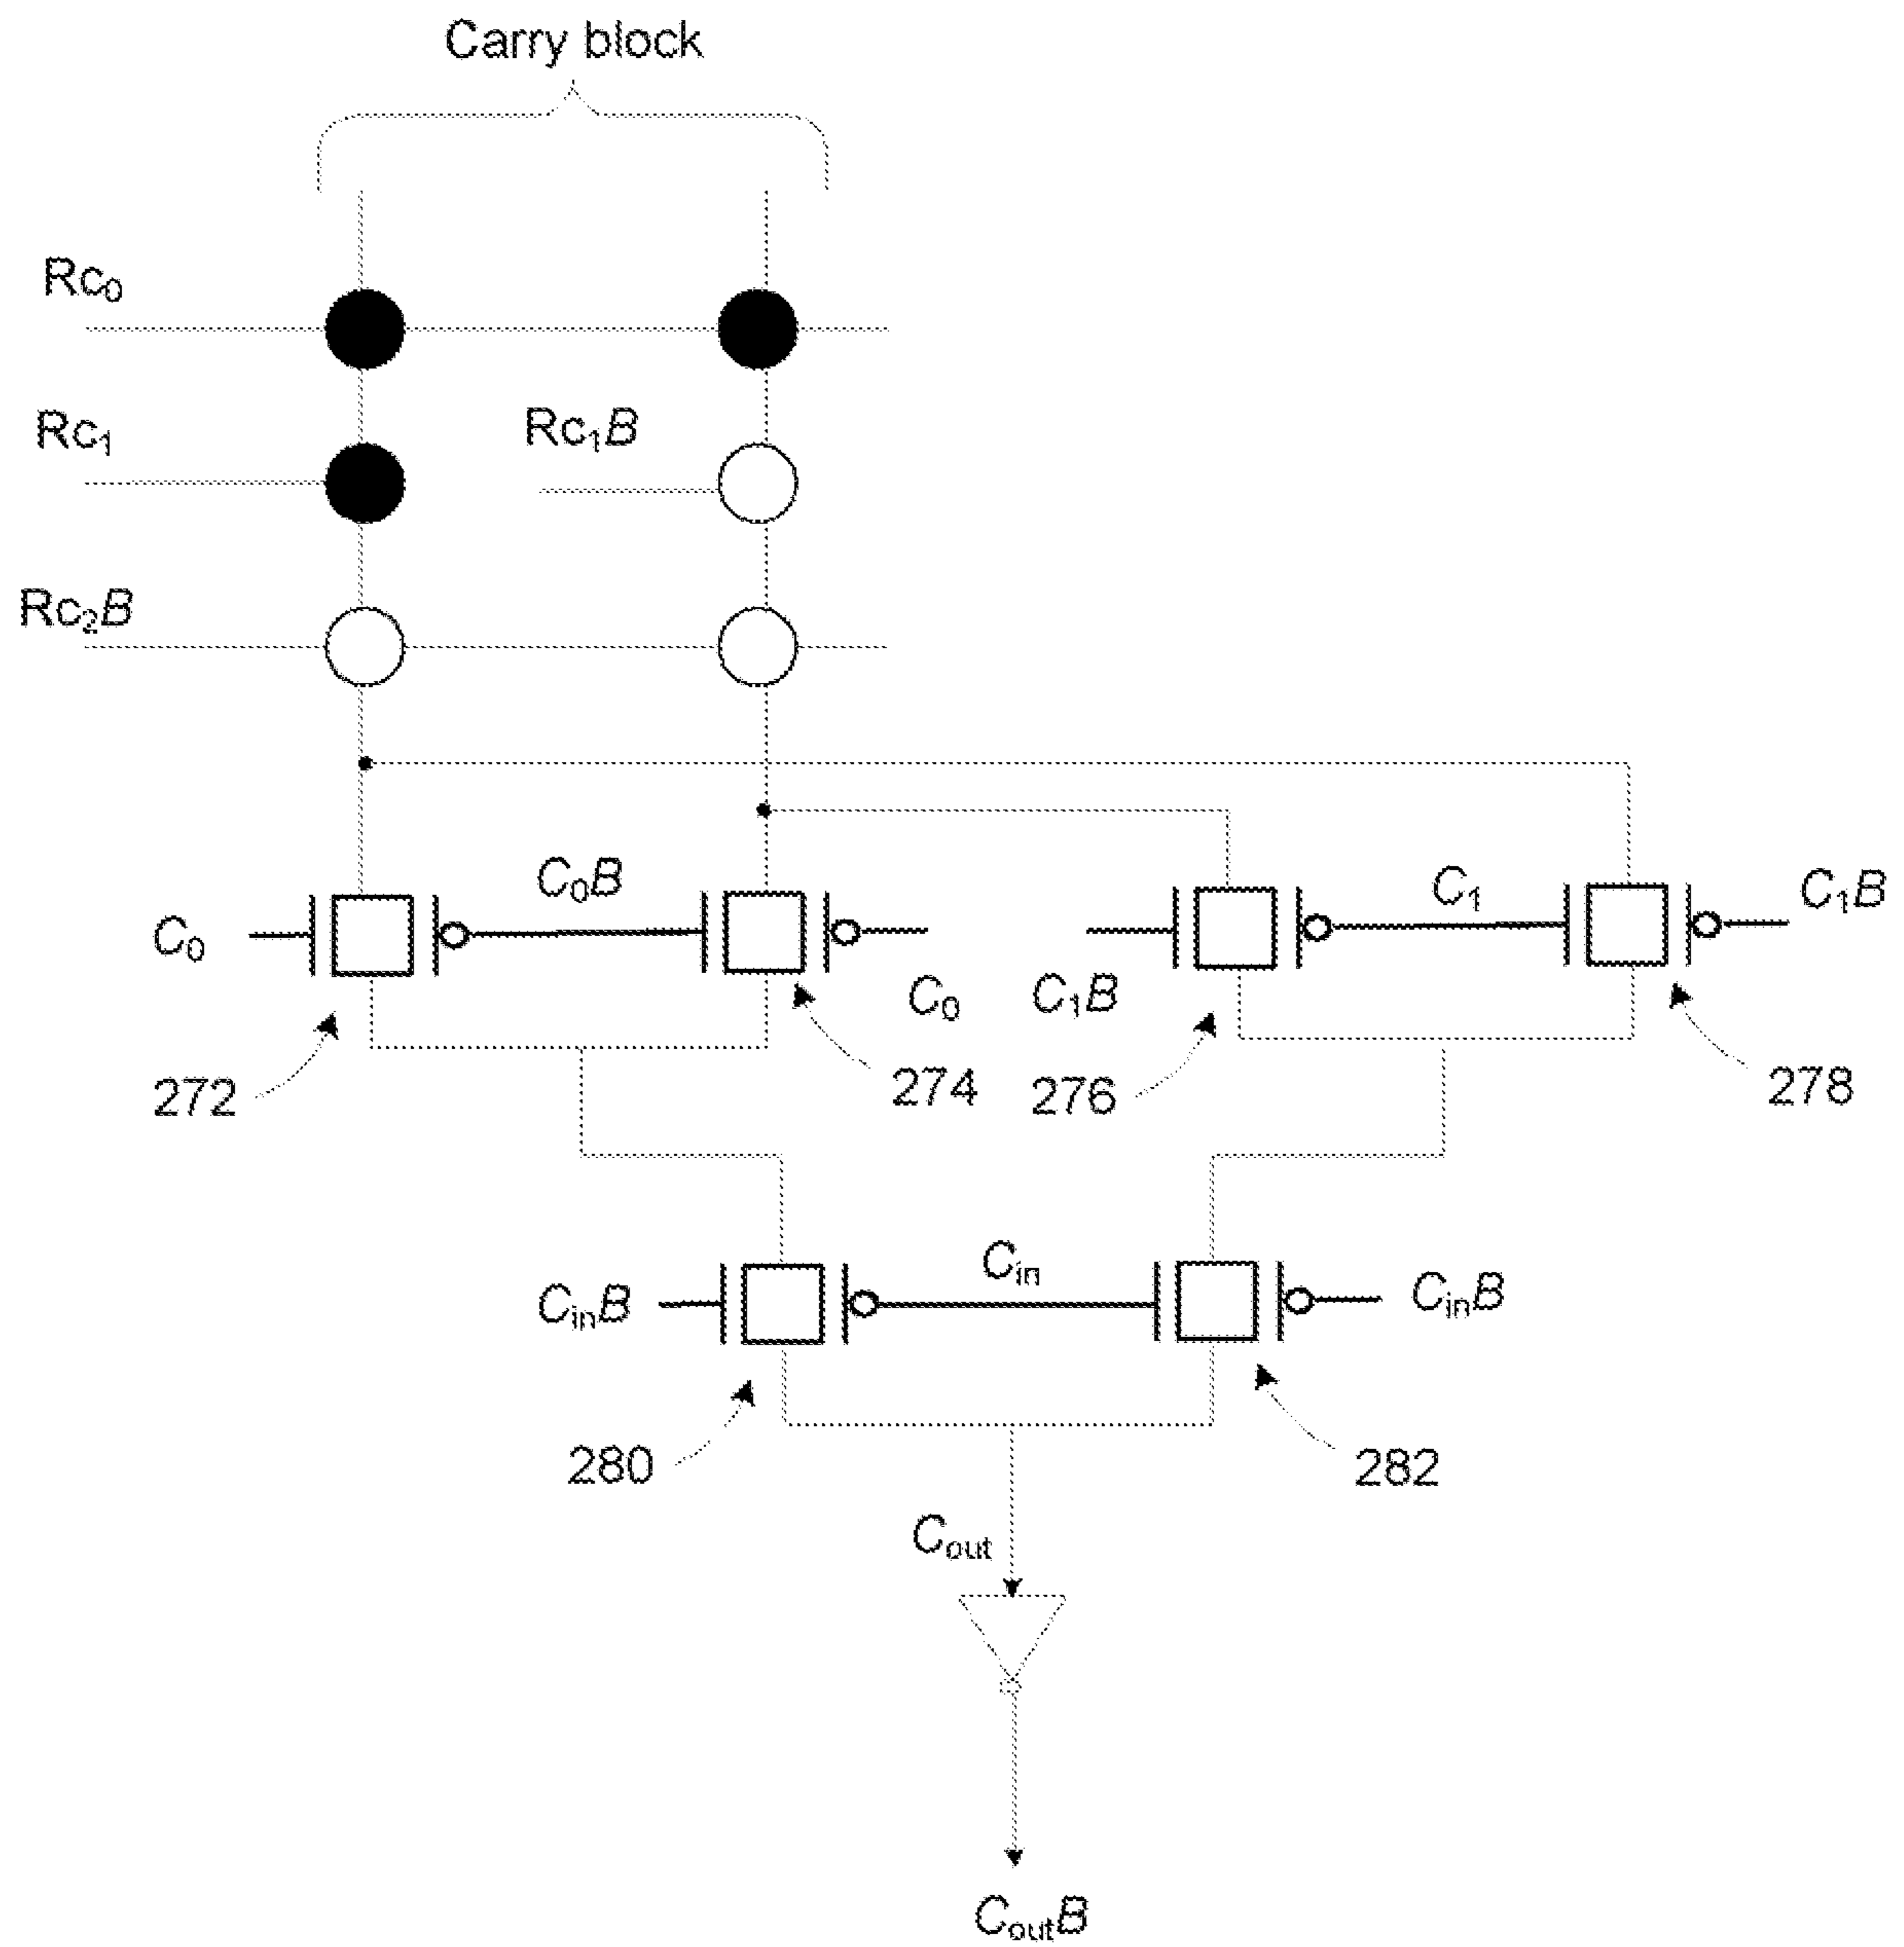 Carry block
Rc₀
Rc₁
Rc₁B
Rc₂B
C₀
C₀B
C₀
C₁B
C₁
C₁B
272
274
276
278
CᵢₙB
Cᵢₙ
CᵢₙB
280
282
Cₒᵤₜ
CₒᵤₜB